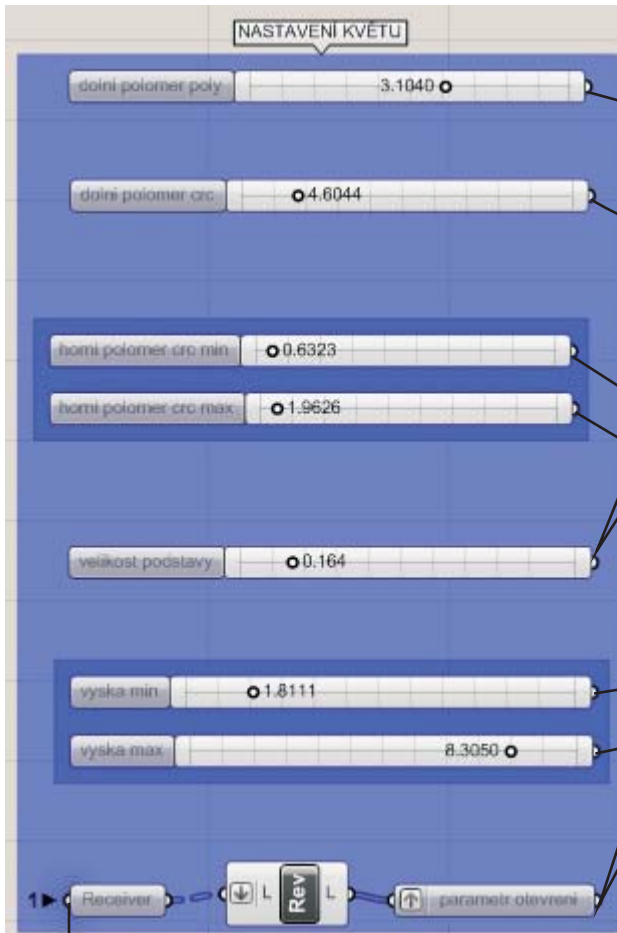 NASTAVENÍ KVĚTU
dolni polomer poly 3.1040
dolni polomer crc 4.6044
horni polomer crc min 0.6323
horni polomer crc max 1.9626
velikost podstavy 0.164
vyska min 1.8111
vyska max 8.3050
1 Receiver L Rev L parametr otevreni